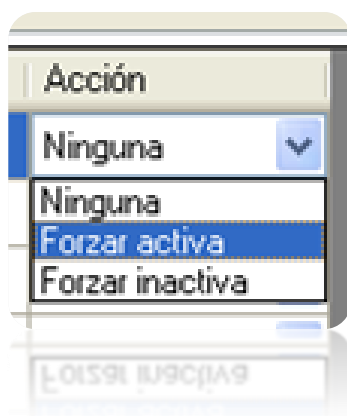 Acción
Ninguna
Ninguna
Forzar activa
Forzar inactiva